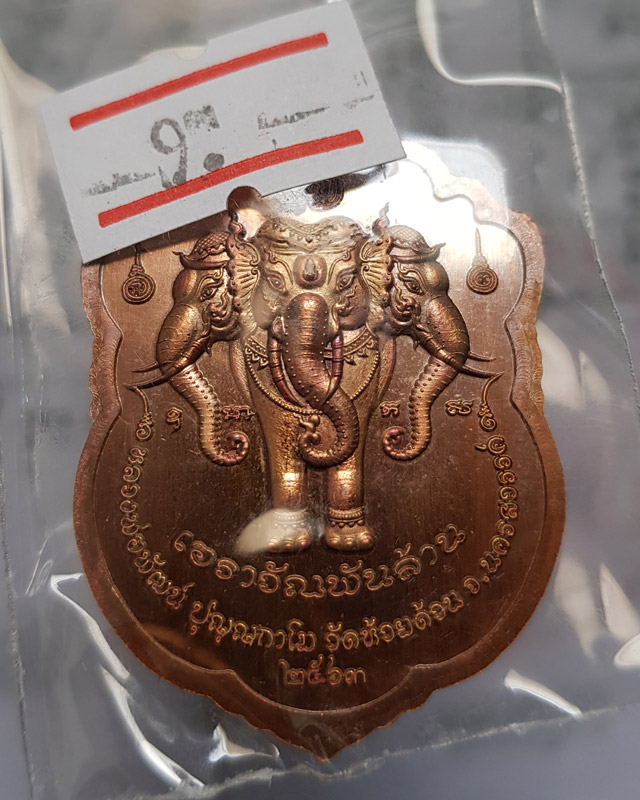 เอราวัณพันล้าน
หลวงพ่อพัฒน์ ปุญฺญกาโม วัดห้วยด้วน จ.นครสวรรค์
๒๕๖๓